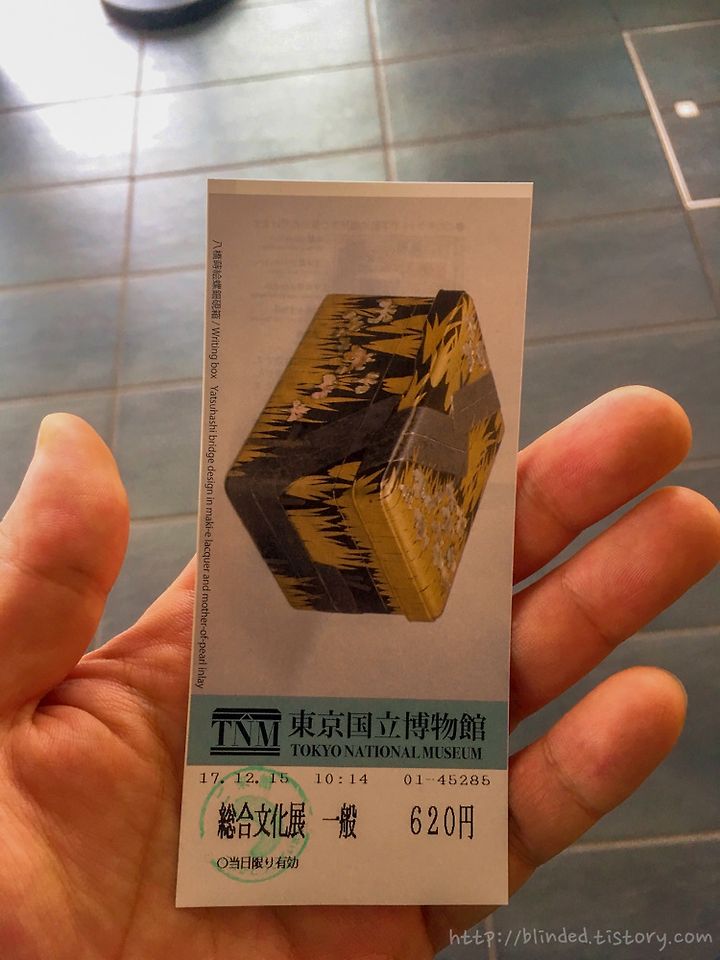 八橋蒔絵螺鈿硯箱 / Writing box   Yatsuhashi bridge design in maki-e lacquer and mother-of-pearl inlay
TNM 東京国立博物館
TOKYO NATIONAL MUSEUM
17.12.15 10:14 01-45285
総合文化展 一般 620円
○当日限り有効
http://blinded.tistory.com